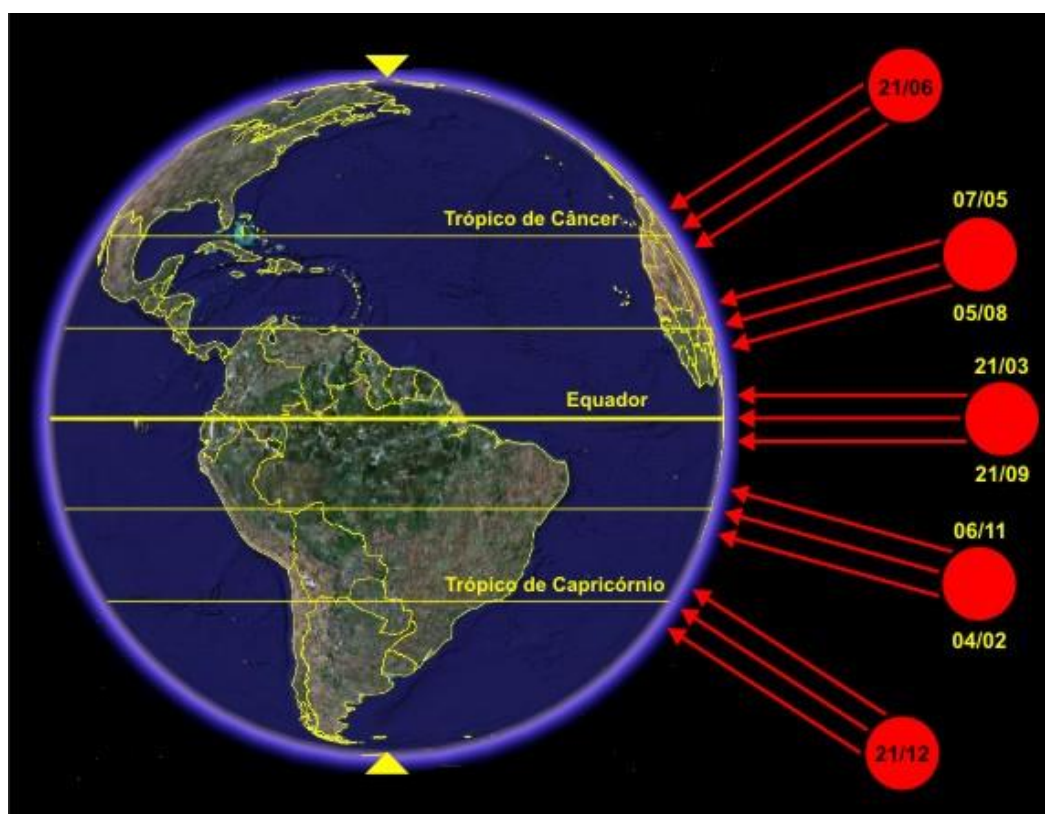 21/06
07/05
Trópico de Câncer
05/08
21/03
Equador
21/09
06/11
Trópico de Capricórnio
04/02
21/12